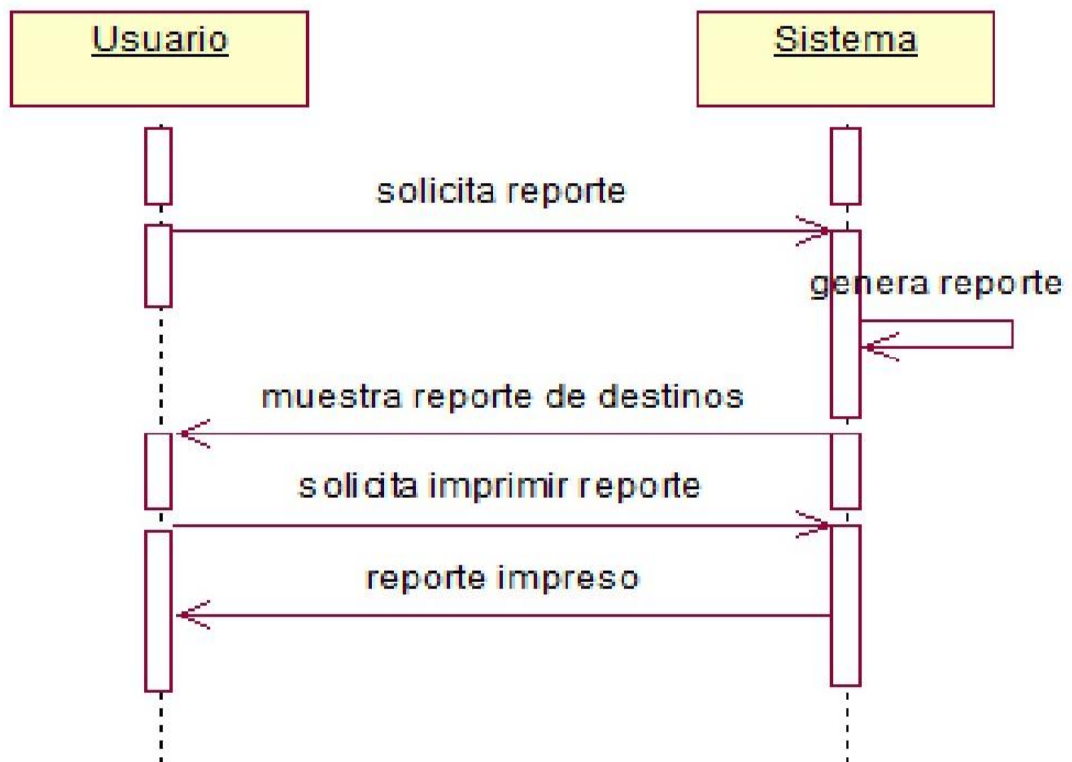 Usuario
Sistema
solicita reporte
genera reporte
muestra reporte de destinos
solicita imprimir reporte
reporte impreso